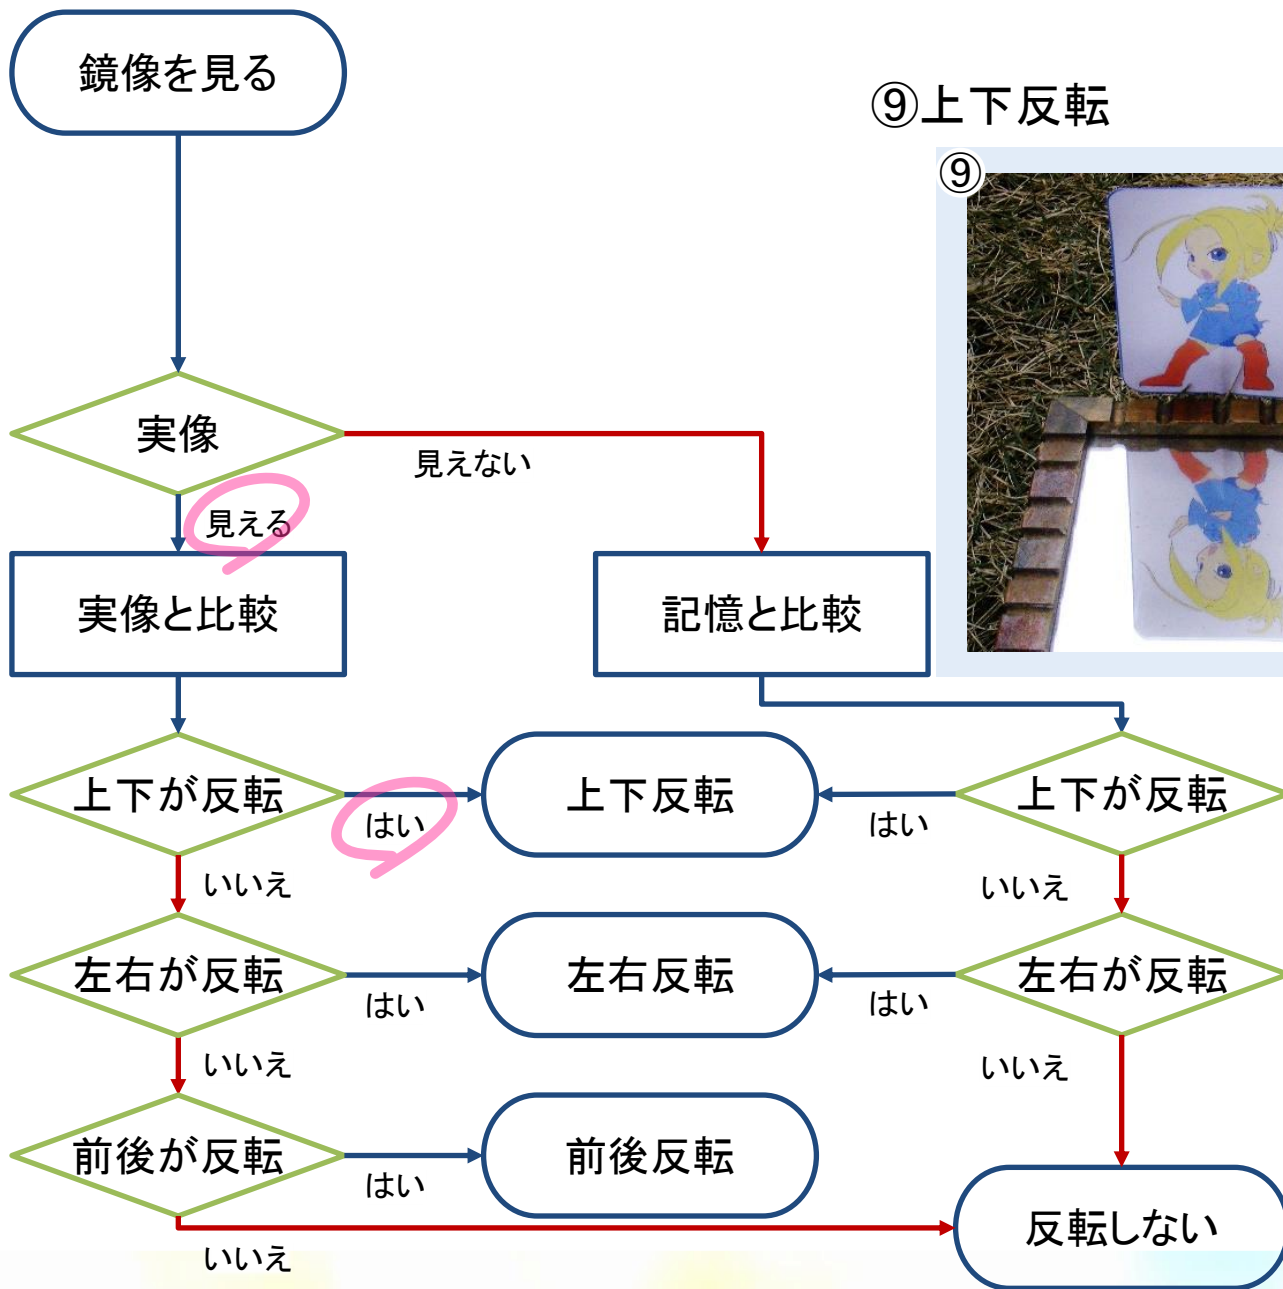 鏡像を見る
⑨上下反転
⑨
実像
見えない
見える
実像と比較
記憶と比較
上下が反転
はい
上下反転
はい
上下が反転
いいえ
いいえ
左右が反転
はい
左右反転
はい
左右が反転
いいえ
いいえ
前後が反転
はい
前後反転
反転しない
いいえ